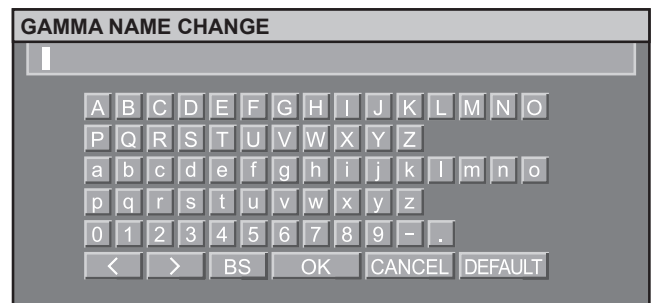 GAMMA NAME CHANGE
A B C D E F G H I J K L M N O
P Q R S T U V W X Y Z
a b c d e f g h i j k l m n o
p q r s t u v w x y z
0 1 2 3 4 5 6 7 8 9 - .
< > BS OK CANCEL DEFAULT